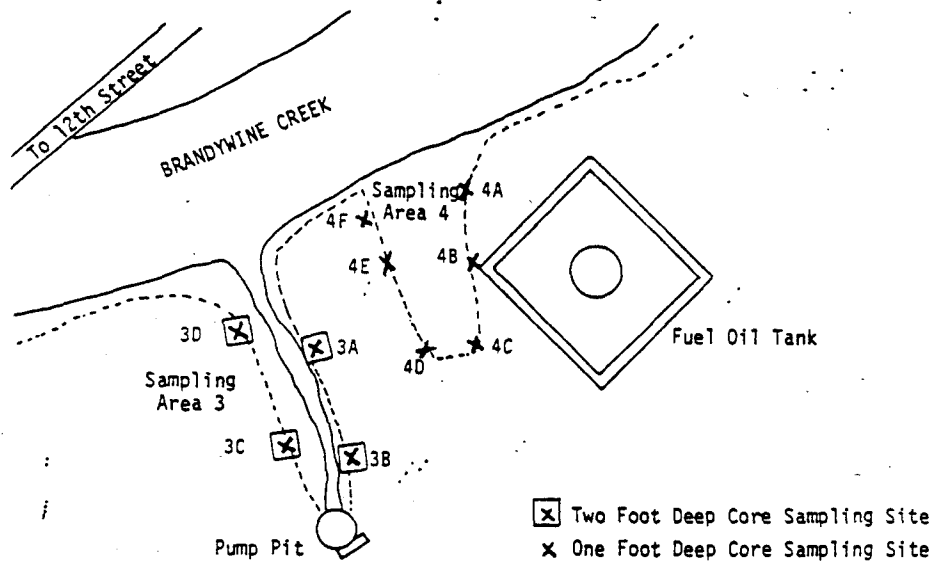 To 12th Street
BRANDYWINE CREEK
Sampling
Area 4
4A
4F
4B
4E
3D
3A
4C
4D
Fuel Oil Tank
Sampling
Area 3
3C
3B
Pump Pit
Two Foot Deep Core Sampling Site
One Foot Deep Core Sampling Site